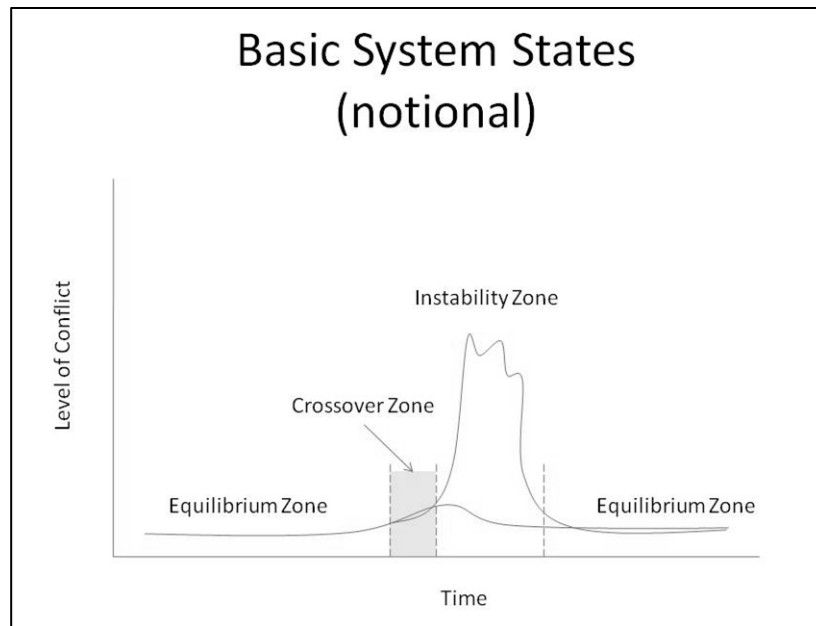 Basic System States
(notional)
Level of Conflict
Instability Zone
Crossover Zone
Equilibrium Zone
Equilibrium Zone
Time